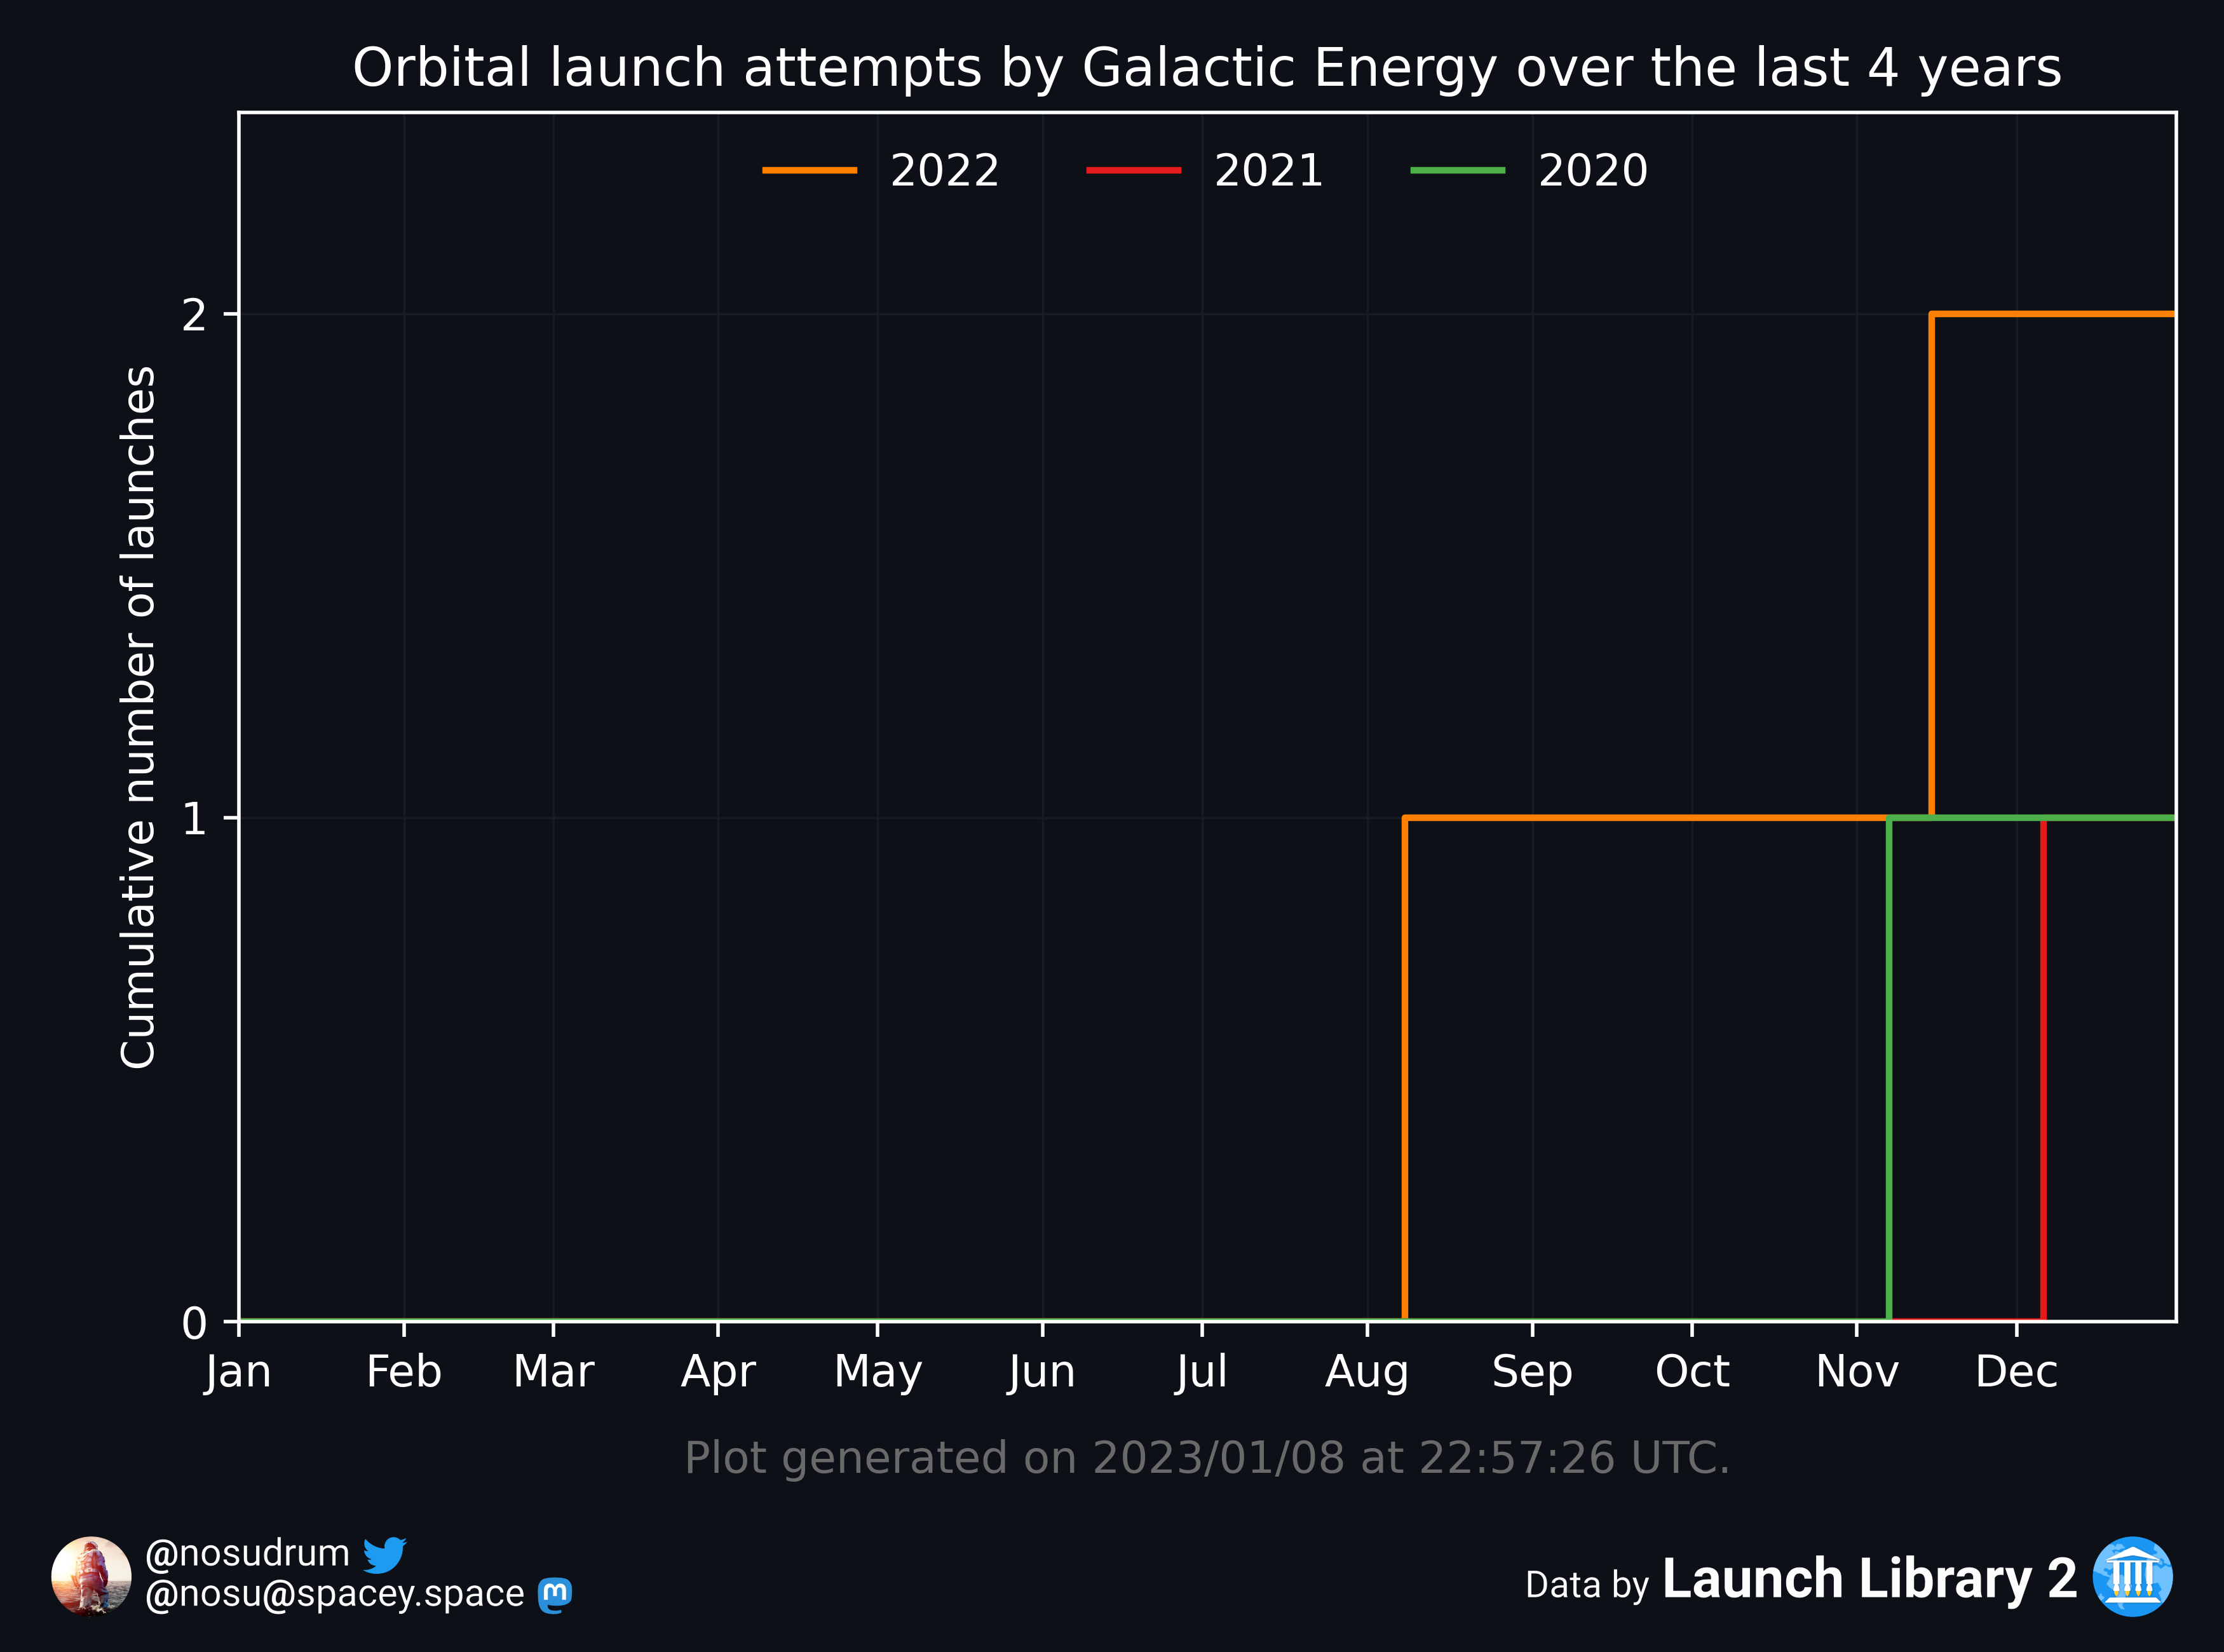 Orbital launch attempts by Galactic Energy over the last 4 years
2022 2021 2020
Cumulative number of launches
2
1
0
Jan Feb Mar Apr May Jun Jul Aug Sep Oct Nov Dec
Plot generated on 2023/01/08 at 22:57:26 UTC.
@nosudrum
@nosu@spacey.space
Data by Launch Library 2